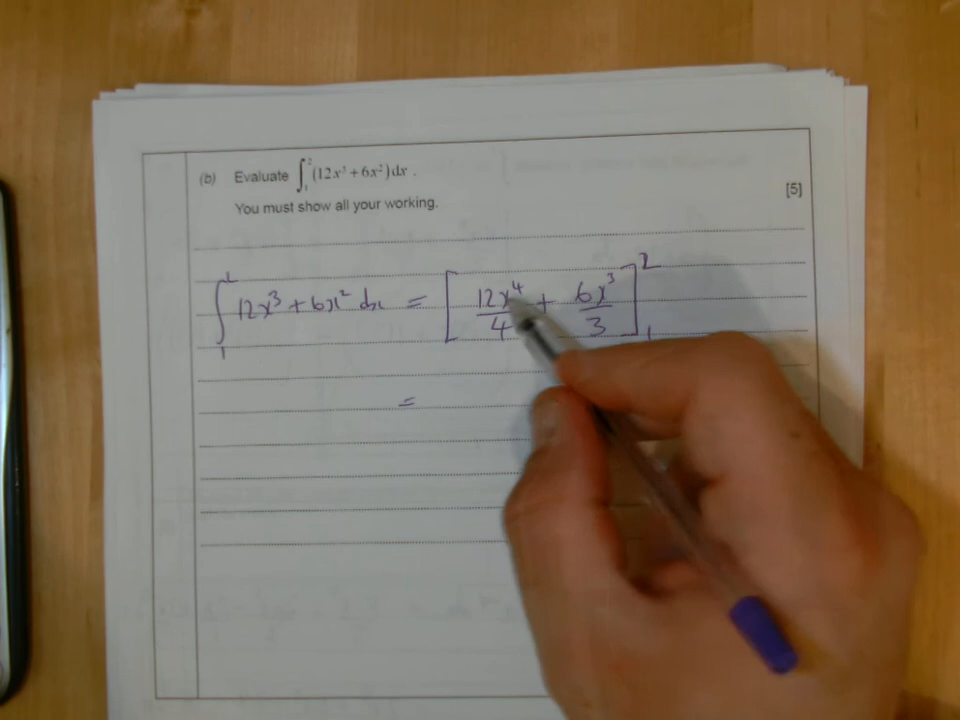 (b) Evaluate ∫₁² (12x³ + 6x²) dx .
[5]
You must show all your working.
∫₁² 12x³ + 6x² dx = [ 12x⁴/4 + 6x³/3 ]₁²
=